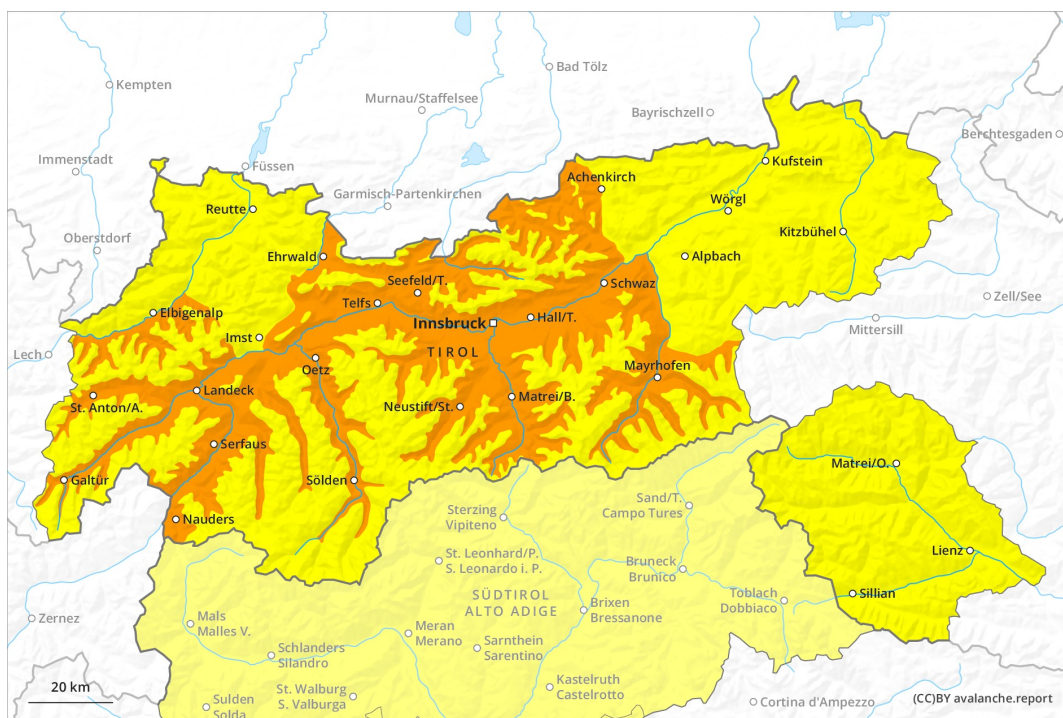 Kempten
Bad Tölz
Murnau/Staffelsee
Bayrischzell
Berchtesgaden
Immenstadt
Füssen
Kufstein
Achenkirch
Garmisch-Partenkirchen
Reutte
Wörgl
Oberstdorf
Kitzbühel
Ehrwald
Alpbach
Seefeld/T.
Schwaz
Zell/See
Telfs
Elbigenalp
Hall/T.
Innsbruck
Mittersill
Imst
Lech
TIROL
Oetz
Mayrhofen
Landeck
St. Anton/A.
Matrei/B.
Neustift/St.
Serfaus
Matrei/O.
Galtür
Sölden
Sand/T.
Campo Tures
Sterzing
Vipiteno
Nauders
Lienz
St. Leonhard/P.
S. Leonardo i. P.
Bruneck
Brunico
SÜDTIROL
ALTO ADIGE
Toblach
Dobbiaco
Sillian
Brixen
Bressanone
Zernez
Mals
Malles V.
Meran
Merano
Sarnthein
Sarentino
Schlanders
Silandro
Kastelruth
Castelrotto
20 km
St. Walburg
S. Valburga
Sulden
Solda
Cortina d'Ampezzo
(CC)BY avalanche.report